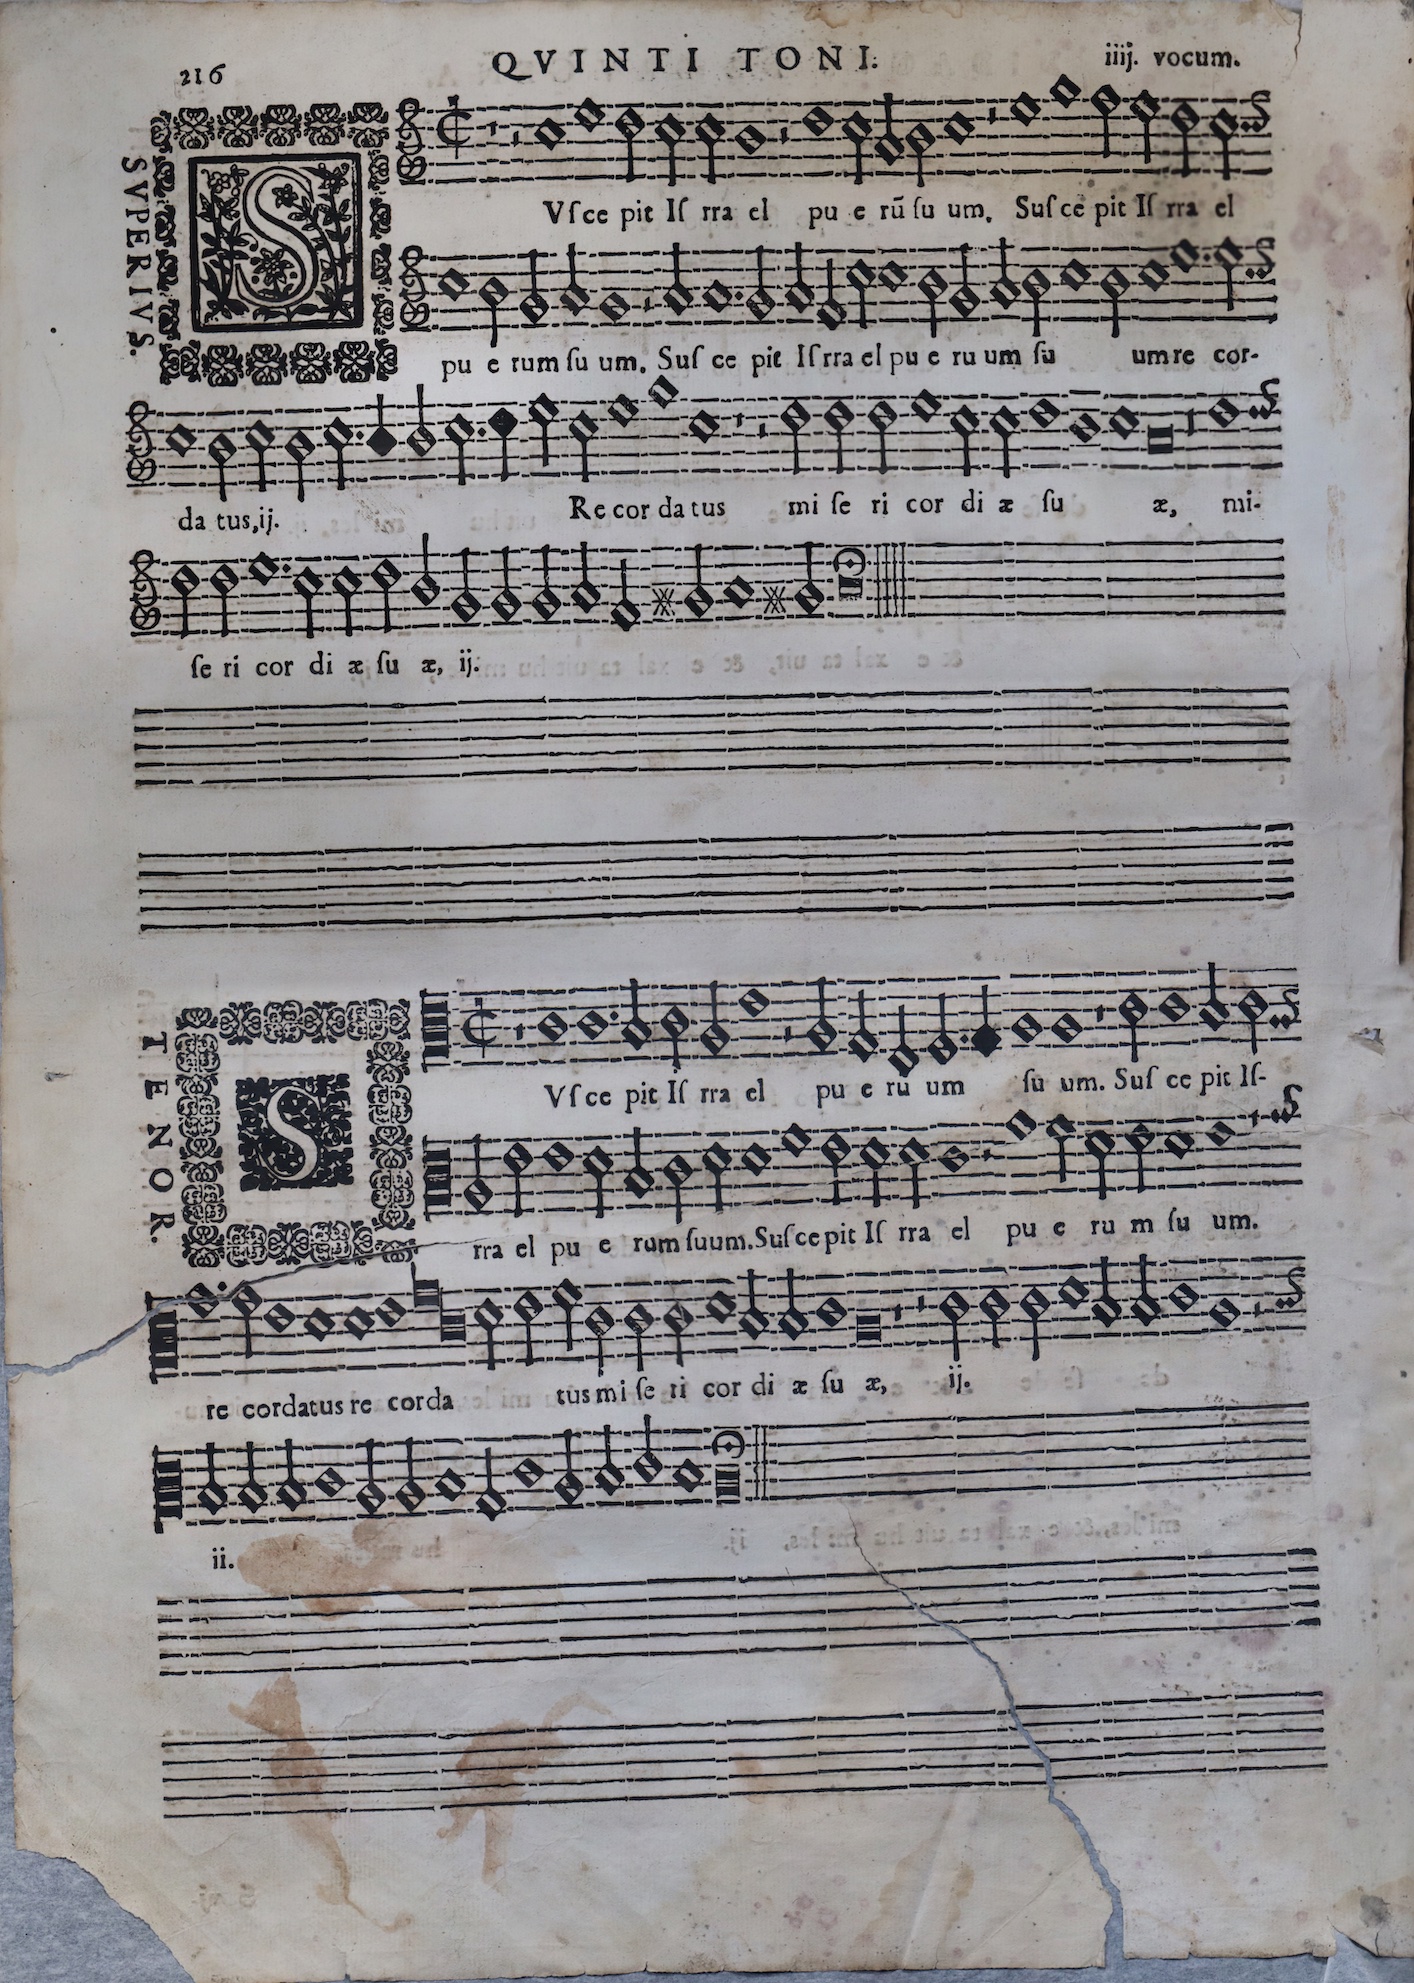 216 QVINTI TONI. iiij. vocum.
SVPERIVS.
S
Vſce pit Iſ rra el pu e rū ſu um. Suſ ce pit Iſ rra el
pu e rum ſu um. Suſ ce pit Iſ rra el pu e ru um ſu um re cor-
da tus, ij. Re cor da tus mi ſe ri cor di æ ſu æ, mi-
ſe ri cor di æ ſu æ, ij.
TENOR.
S
Vſ ce pit Iſ rra el pu e ru um ſu um. Suſ ce pit Iſ-
rra el pu e rum ſuum. Suſ ce pit Iſ rra el pu e ru m ſu um.
re cordatus re corda tus mi ſe ri cor di æ ſu æ, ij.
ii.